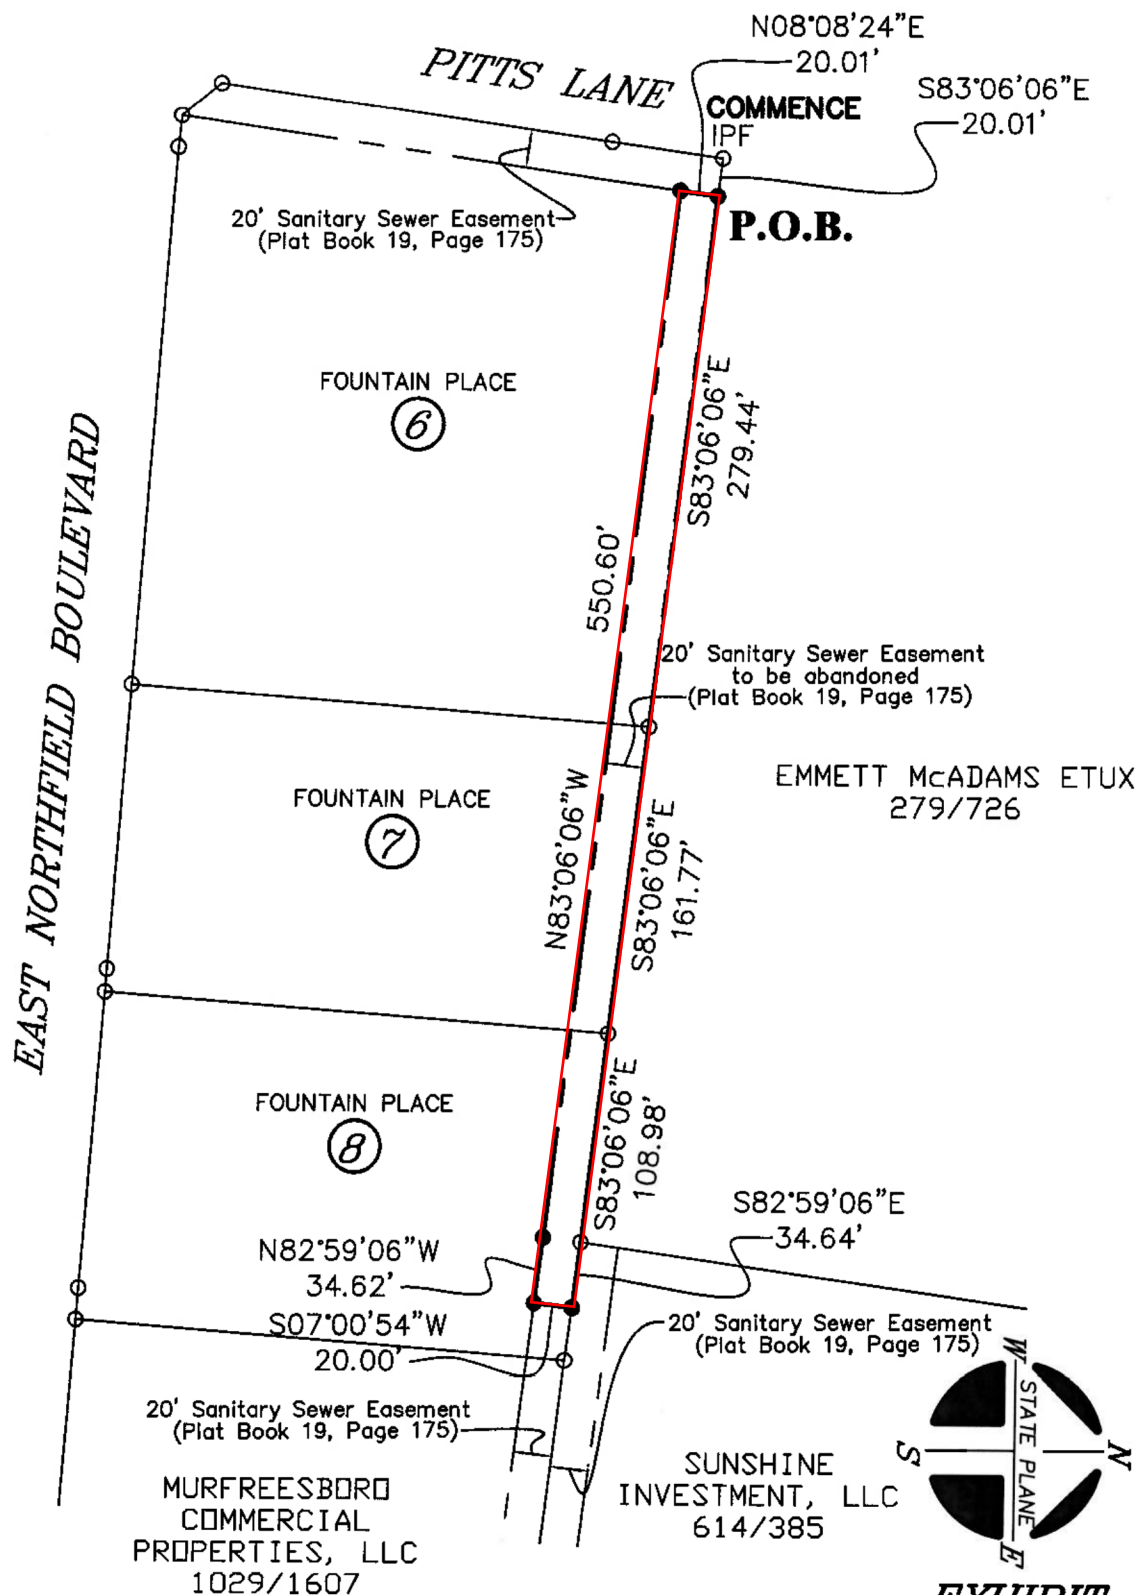 N08°08'24"E
20.01'
PITTS LANE
COMMENCE
IPF
S83°06'06"E
20.01'
20' Sanitary Sewer Easement
(Plat Book 19, Page 175)
P.O.B.
FOUNTAIN PLACE
6
S83°06'06"E
279.44'
EAST NORTHFIELD BOULEVARD
550.60'
20' Sanitary Sewer Easement
to be abandoned
(Plat Book 19, Page 175)
EMMETT McADAMS ETUX
279/726
FOUNTAIN PLACE
7
N83°06'06"W
S83°06'06"E
161.77'
FOUNTAIN PLACE
8
S83°06'06"E
108.98'
S82°59'06"E
34.64'
N82°59'06"W
34.62'
S07°00'54"W
20.00'
20' Sanitary Sewer Easement
(Plat Book 19, Page 175)
20' Sanitary Sewer Easement
(Plat Book 19, Page 175)
W
STATE PLANE
N
S
E
SUNSHINE
INVESTMENT, LLC
614/385
MURFREESBORO
COMMERCIAL
PROPERTIES, LLC
1029/1607
EXHIBIT